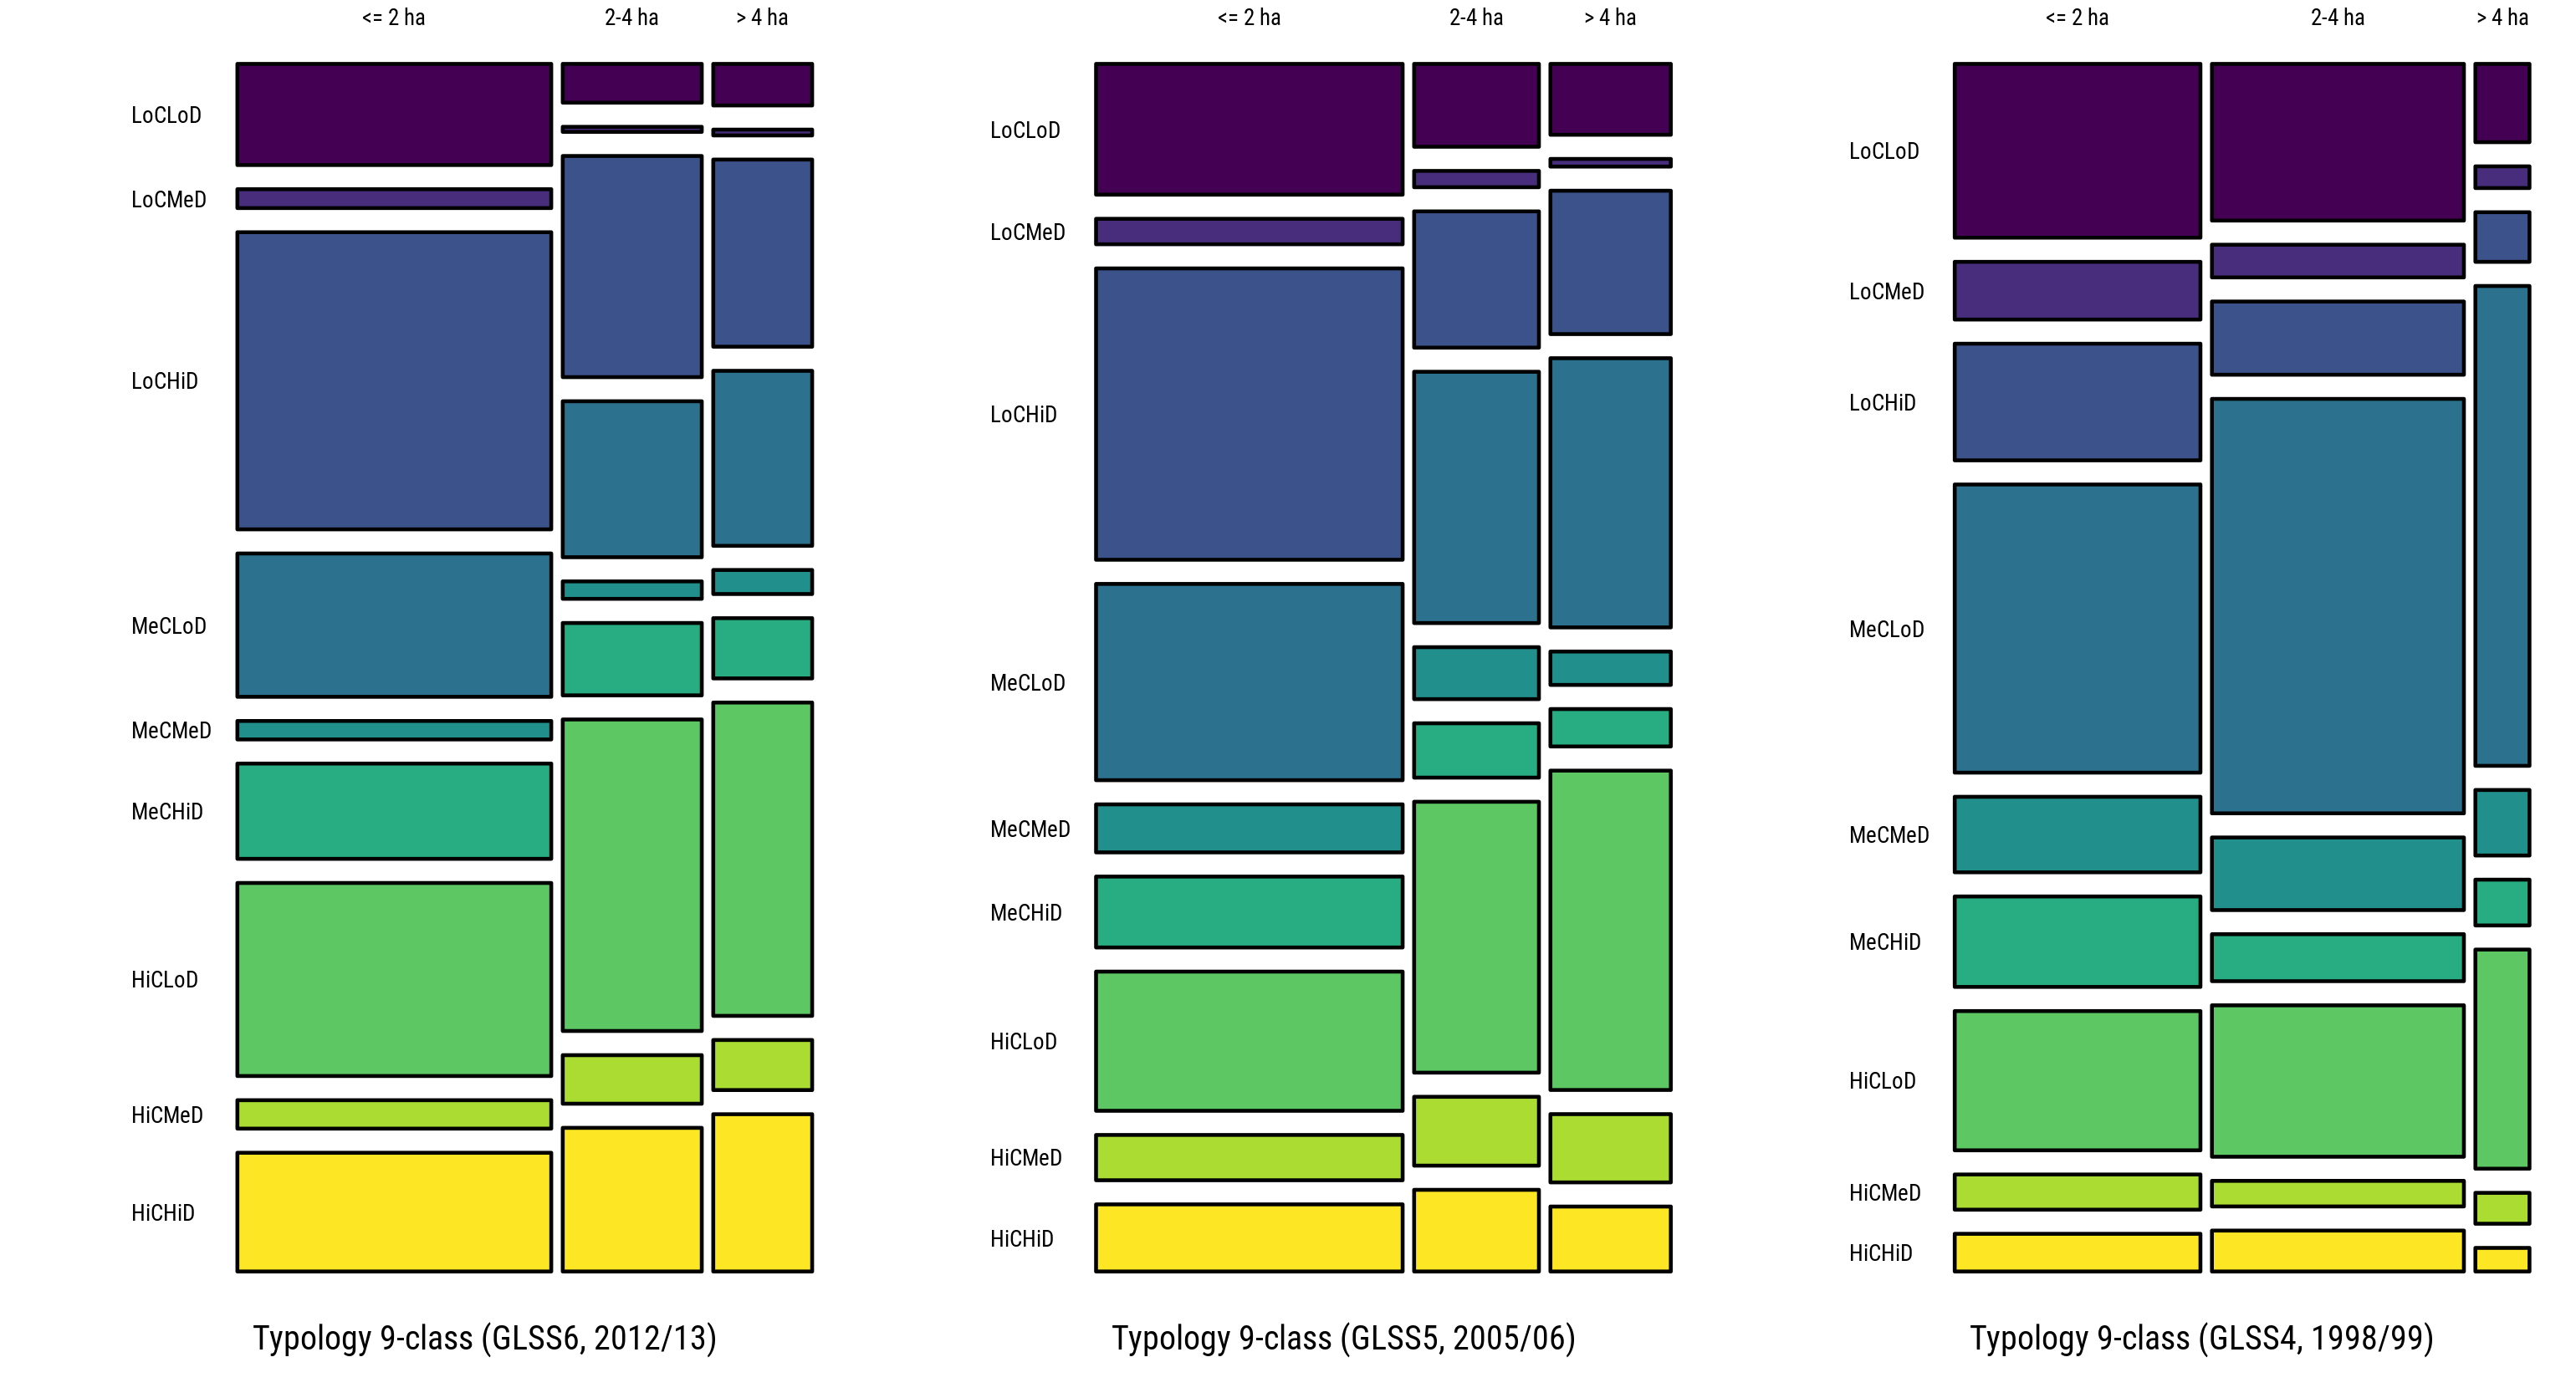 <= 2 ha 2-4 ha > 4 ha
LoCLoD
LoCMeD
LoCHiD
MeCLoD
MeCMeD
MeCHiD
HiCLoD
HiCMeD
HiCHiD
Typology 9-class (GLSS6, 2012/13)
<= 2 ha 2-4 ha > 4 ha
LoCLoD
LoCMeD
LoCHiD
MeCLoD
MeCMeD
MeCHiD
HiCLoD
HiCMeD
HiCHiD
Typology 9-class (GLSS5, 2005/06)
<= 2 ha 2-4 ha > 4 ha
LoCLoD
LoCMeD
LoCHiD
MeCLoD
MeCMeD
MeCHiD
HiCLoD
HiCMeD
HiCHiD
Typology 9-class (GLSS4, 1998/99)